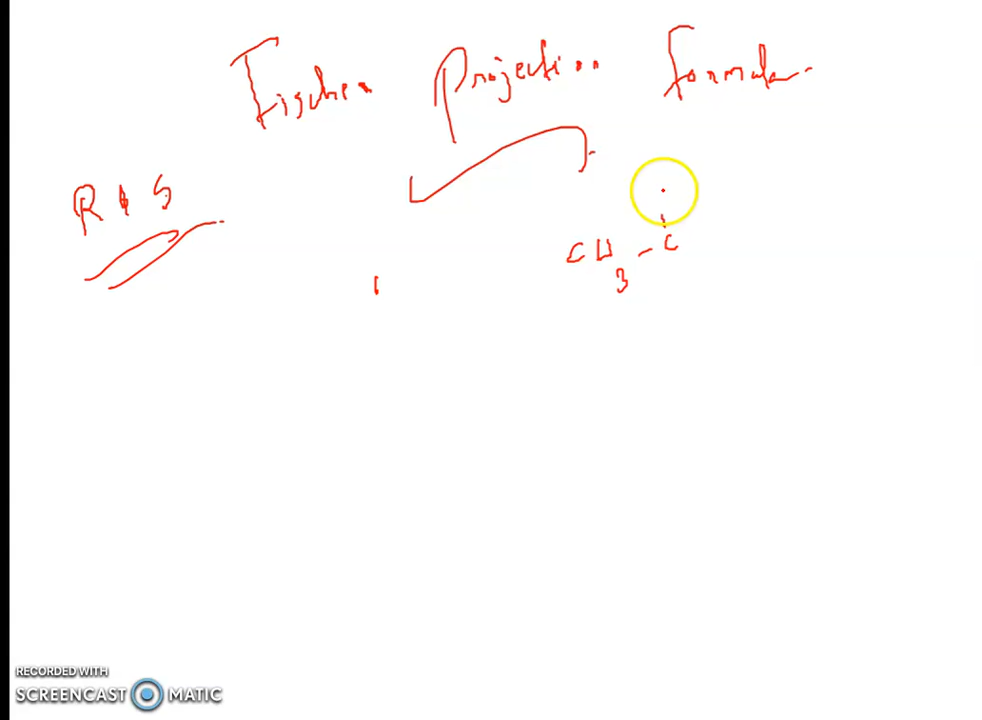 Fischer Projection Formula
R & S
CH3 - C
RECORDED WITH
SCREENCAST MATIC